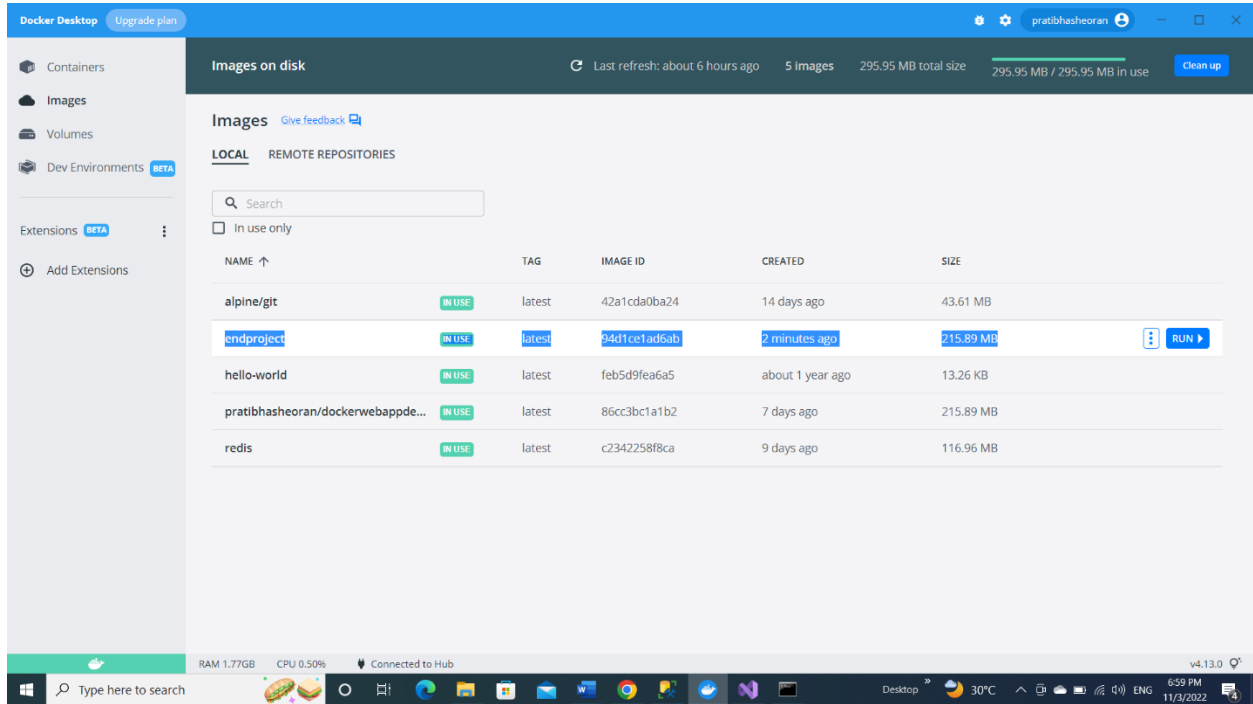 Docker Desktop Upgrade plan pratibhasheoran
Containers
Images
Volumes
Dev Environments BETA
Extensions BETA
Add Extensions
Images on disk Last refresh: about 6 hours ago 5 images 295.95 MB total size 295.95 MB / 295.95 MB in use Clean up
Images Give feedback
LOCAL REMOTE REPOSITORIES
Search
In use only
NAME TAG IMAGE ID CREATED SIZE
alpine/git IN USE latest 42a1cda0ba24 14 days ago 43.61 MB
endproject IN USE latest 94d1ce1ad6ab 2 minutes ago 215.89 MB RUN
hello-world IN USE latest feb5d9fea6a5 about 1 year ago 13.26 KB
pratibhasheoran/dockerwebappde... IN USE latest 86cc3bc1a1b2 7 days ago 215.89 MB
redis IN USE latest c2342258f8ca 9 days ago 116.96 MB
RAM 1.77GB CPU 0.50% Connected to Hub v4.13.0
Type here to search Desktop 30°C ENG 6:59 PM
11/3/2022 4